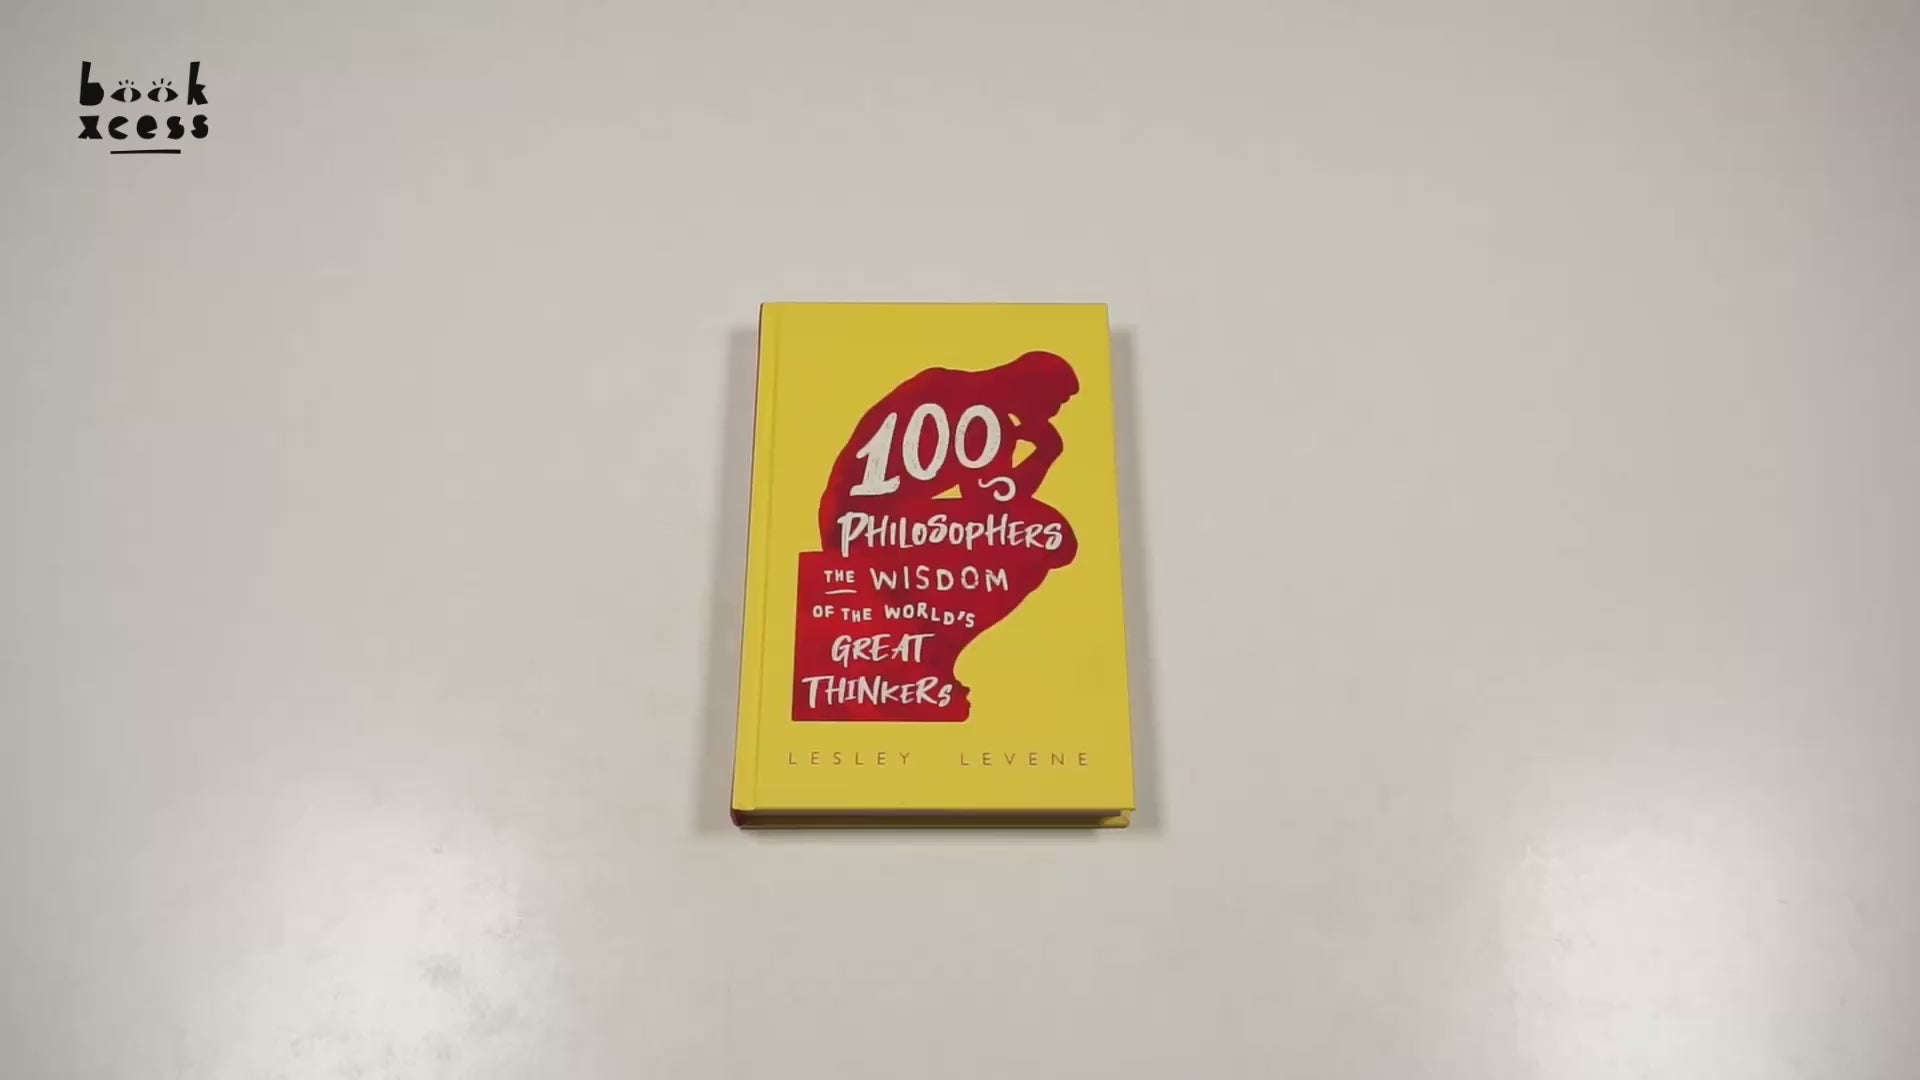 book
xcess
100
PHILOSOPHERS
THE WISDOM
OF THE WORLD'S
GREAT
THINKERS
LESLEY LEVENE